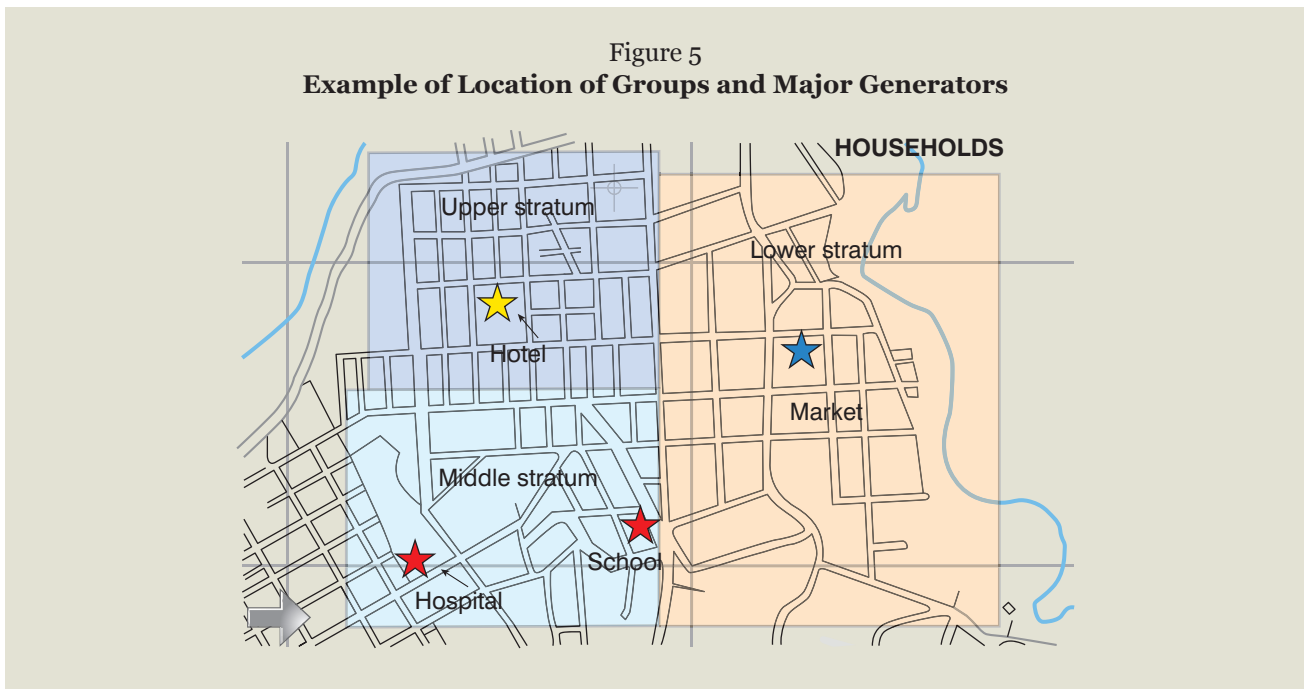 Figure 5
Example of Location of Groups and Major Generators
HOUSEHOLDS
Upper stratum
Lower stratum
Hotel
Market
Middle stratum
School
Hospital